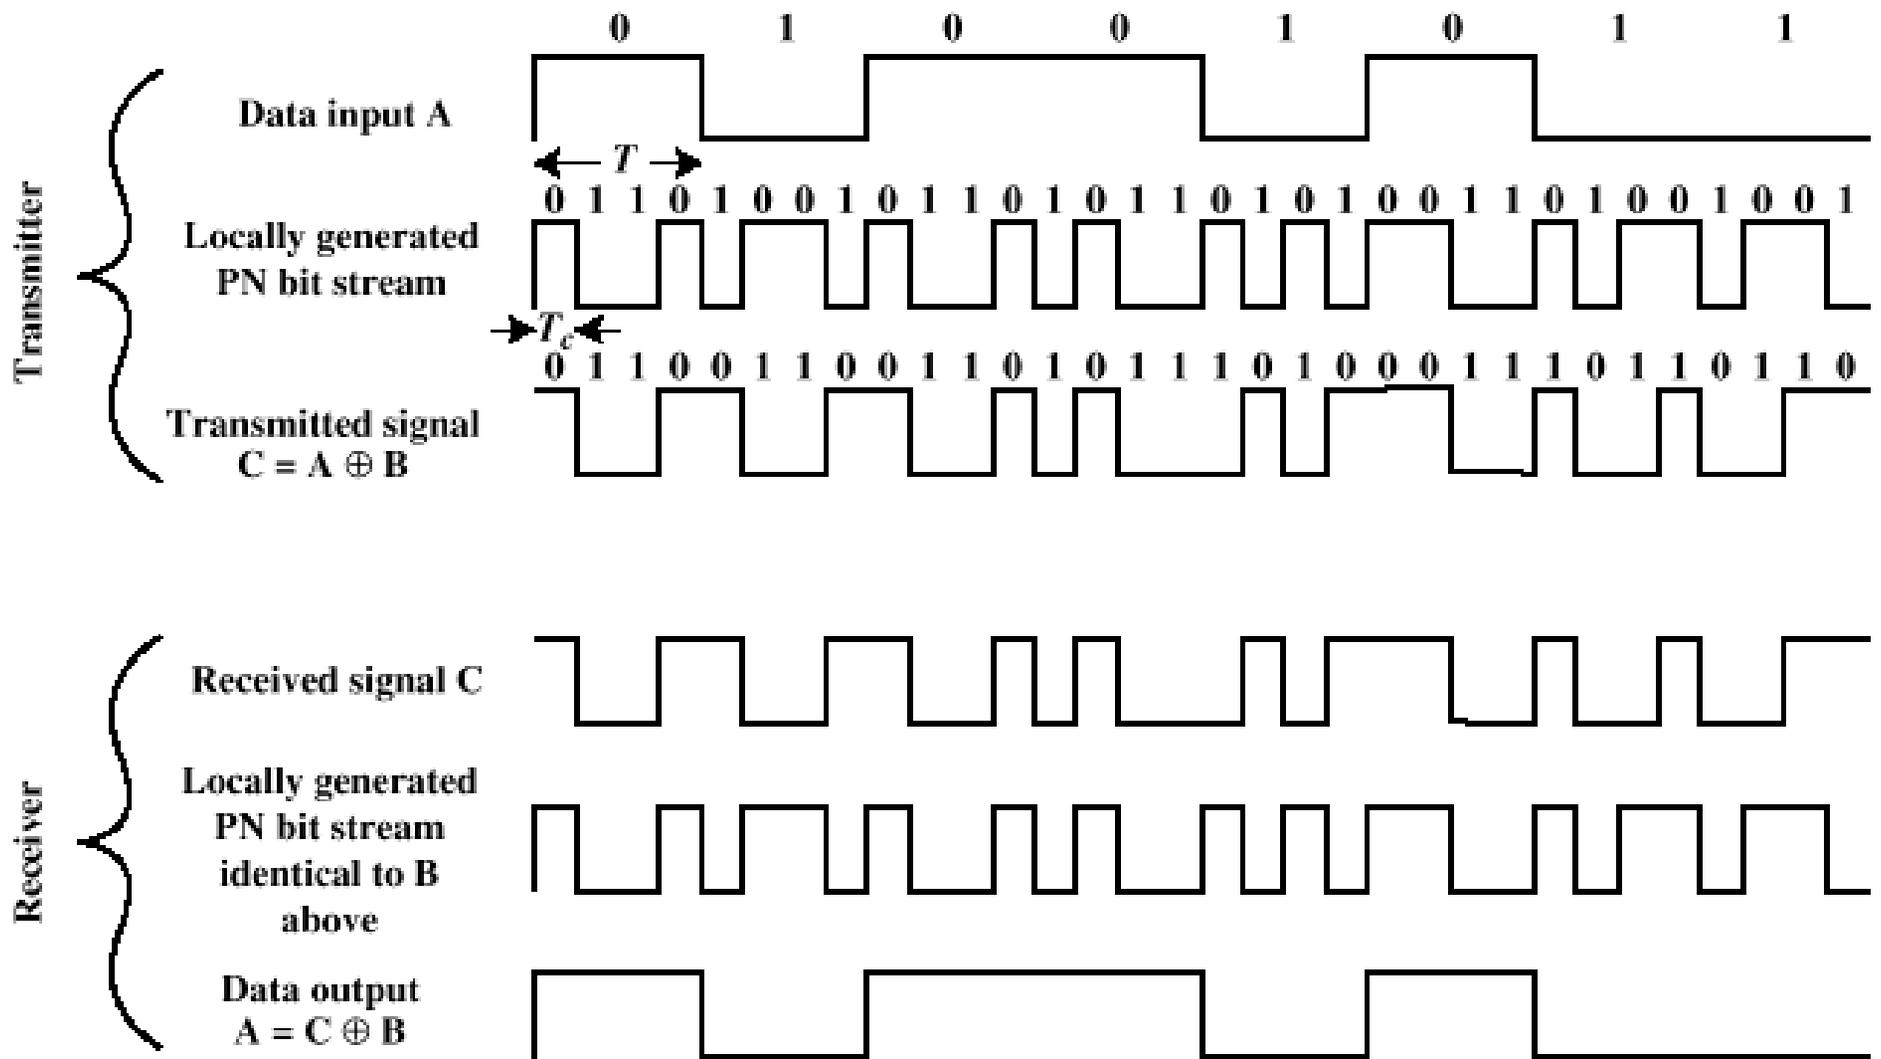 0 1 0 0 1 0 1 1
Data input A
T
0 1 1 0 1 0 0 1 0 1 1 0 1 0 1 1 0 1 0 1 0 0 1 1 0 1 0 0 1 0 0 1
Locally generated
PN bit stream
Tc
0 1 1 0 0 1 1 0 0 1 1 0 1 0 1 1 1 0 1 0 0 0 1 1 1 0 1 1 0 1 1 0
Transmitted signal
C = A ⊕ B
Transmitter
Received signal C
Locally generated
PN bit stream
identical to B
above
Data output
A = C ⊕ B
Receiver